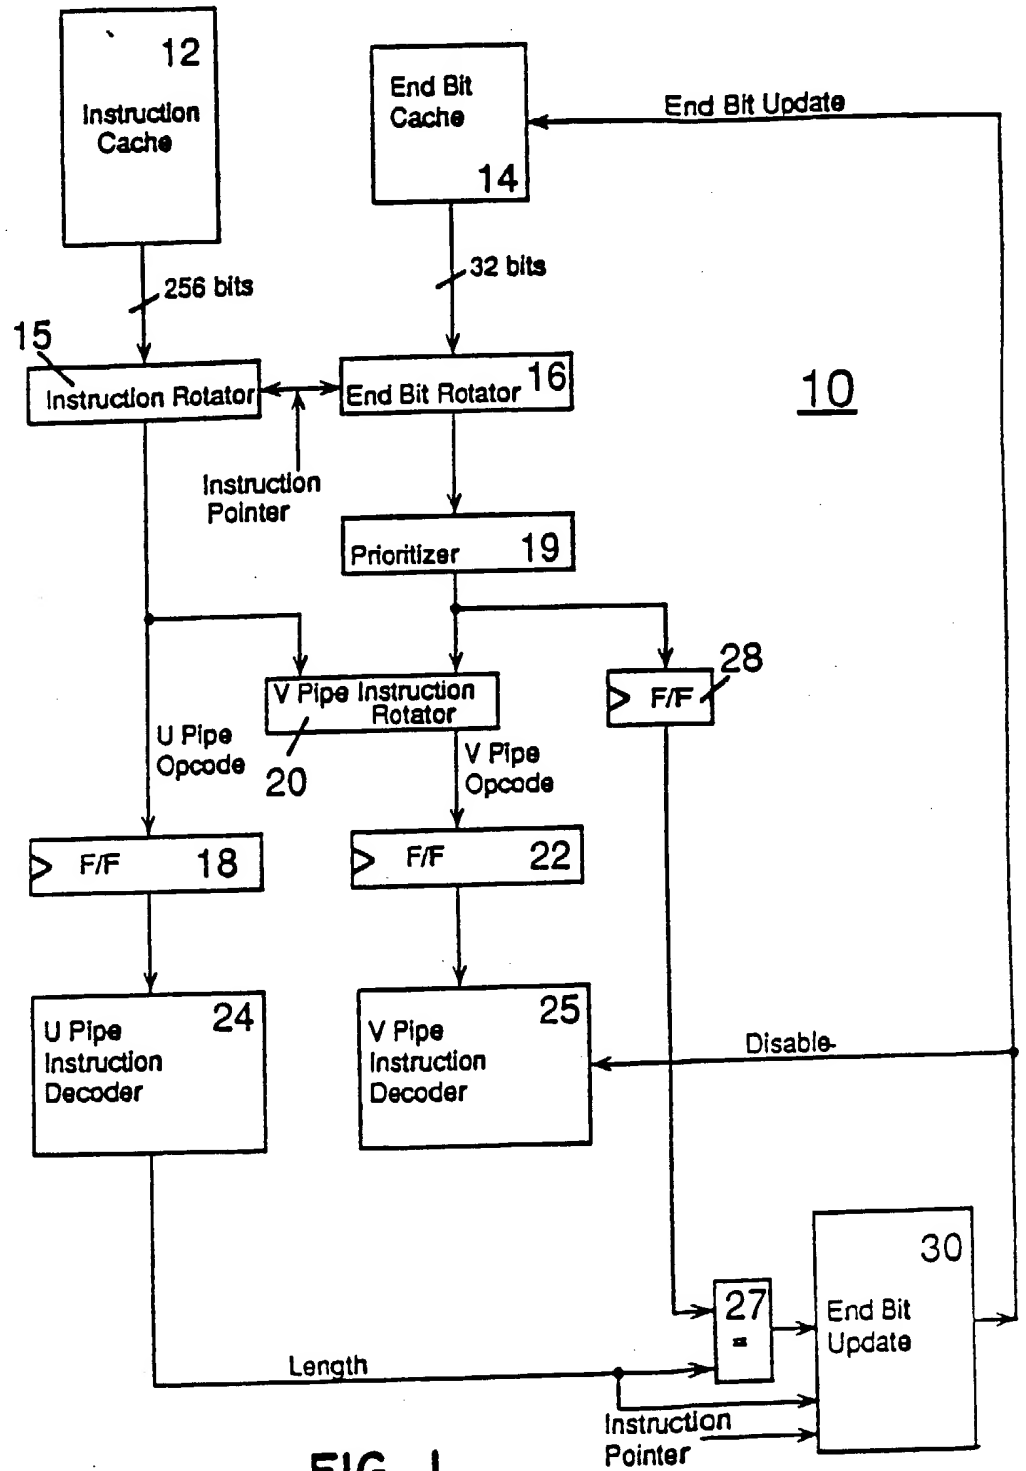 12
Instruction
Cache
End Bit
Cache
14
End Bit Update
256 bits
32 bits
15
Instruction Rotator
End Bit Rotator
16
10
Instruction
Pointer
Prioritizer
19
V Pipe Instruction
Rotator
20
28
F/F
U Pipe
Opcode
V Pipe
Opcode
F/F
18
F/F
22
24
U Pipe
Instruction
Decoder
25
V Pipe
Instruction
Decoder
Disable-
30
End Bit
Update
27
=
Length
Instruction
Pointer
FIG. 1